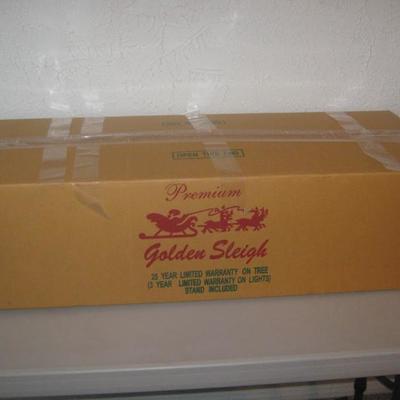 OPEN THIS END
Premium
Golden Sleigh
25 YEAR LIMITED WARRANTY ON TREE
(3 YEAR LIMITED WARRANTY ON LIGHTS)
STAND INCLUDED